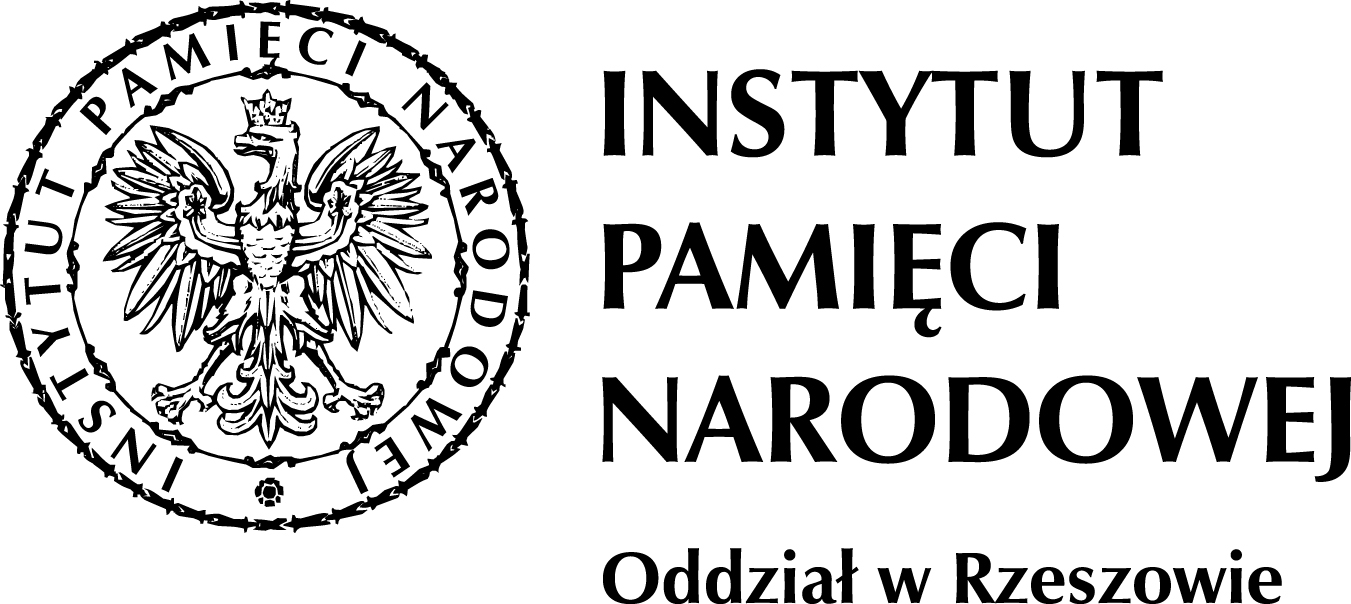 INSTYTUT PAMIĘCI NARODOWEJ
INSTYTUT
PAMIĘCI
NARODOWEJ
Oddział w Rzeszowie